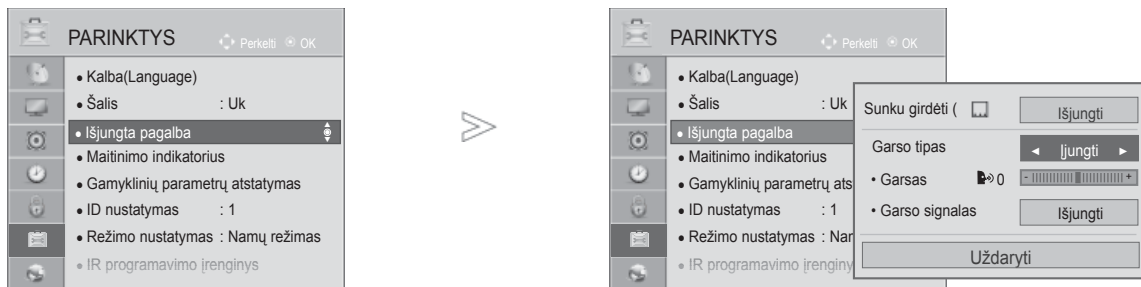 PARINKTYS Perkelti OK
• Kalba(Language)
• Šalis : Uk
• Išjungta pagalba
• Maitinimo indikatorius
• Gamyklinių parametrų atstatymas
• ID nustatymas : 1
• Režimo nustatymas : Namų režimas
• IR programavimo įrenginys
>
PARINKTYS Perkelti OK
• Kalba(Language)
• Šalis : Uk
• Išjungta pagalba
• Maitinimo indikatorius
• Gamyklinių parametrų ats
• ID nustatymas : 1
• Režimo nustatymas : Nar
• IR programavimo įrenginy
Sunku girdėti ( Išjungti
Garso tipas ◄ Įjungti ►
• Garsas 0 - +
• Garso signalas Išjungti
Uždaryti